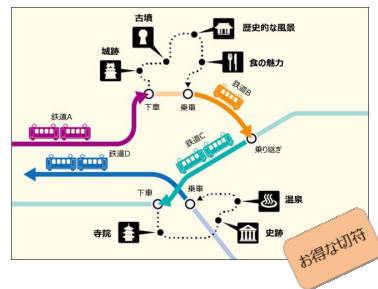 古墳
歴史的な風景
城跡
食の魅力
下車
乗車
鉄道B
鉄道A
鉄道C
乗り継ぎ
鉄道D
下車
乗車
温泉
寺院
史跡
お得な切符